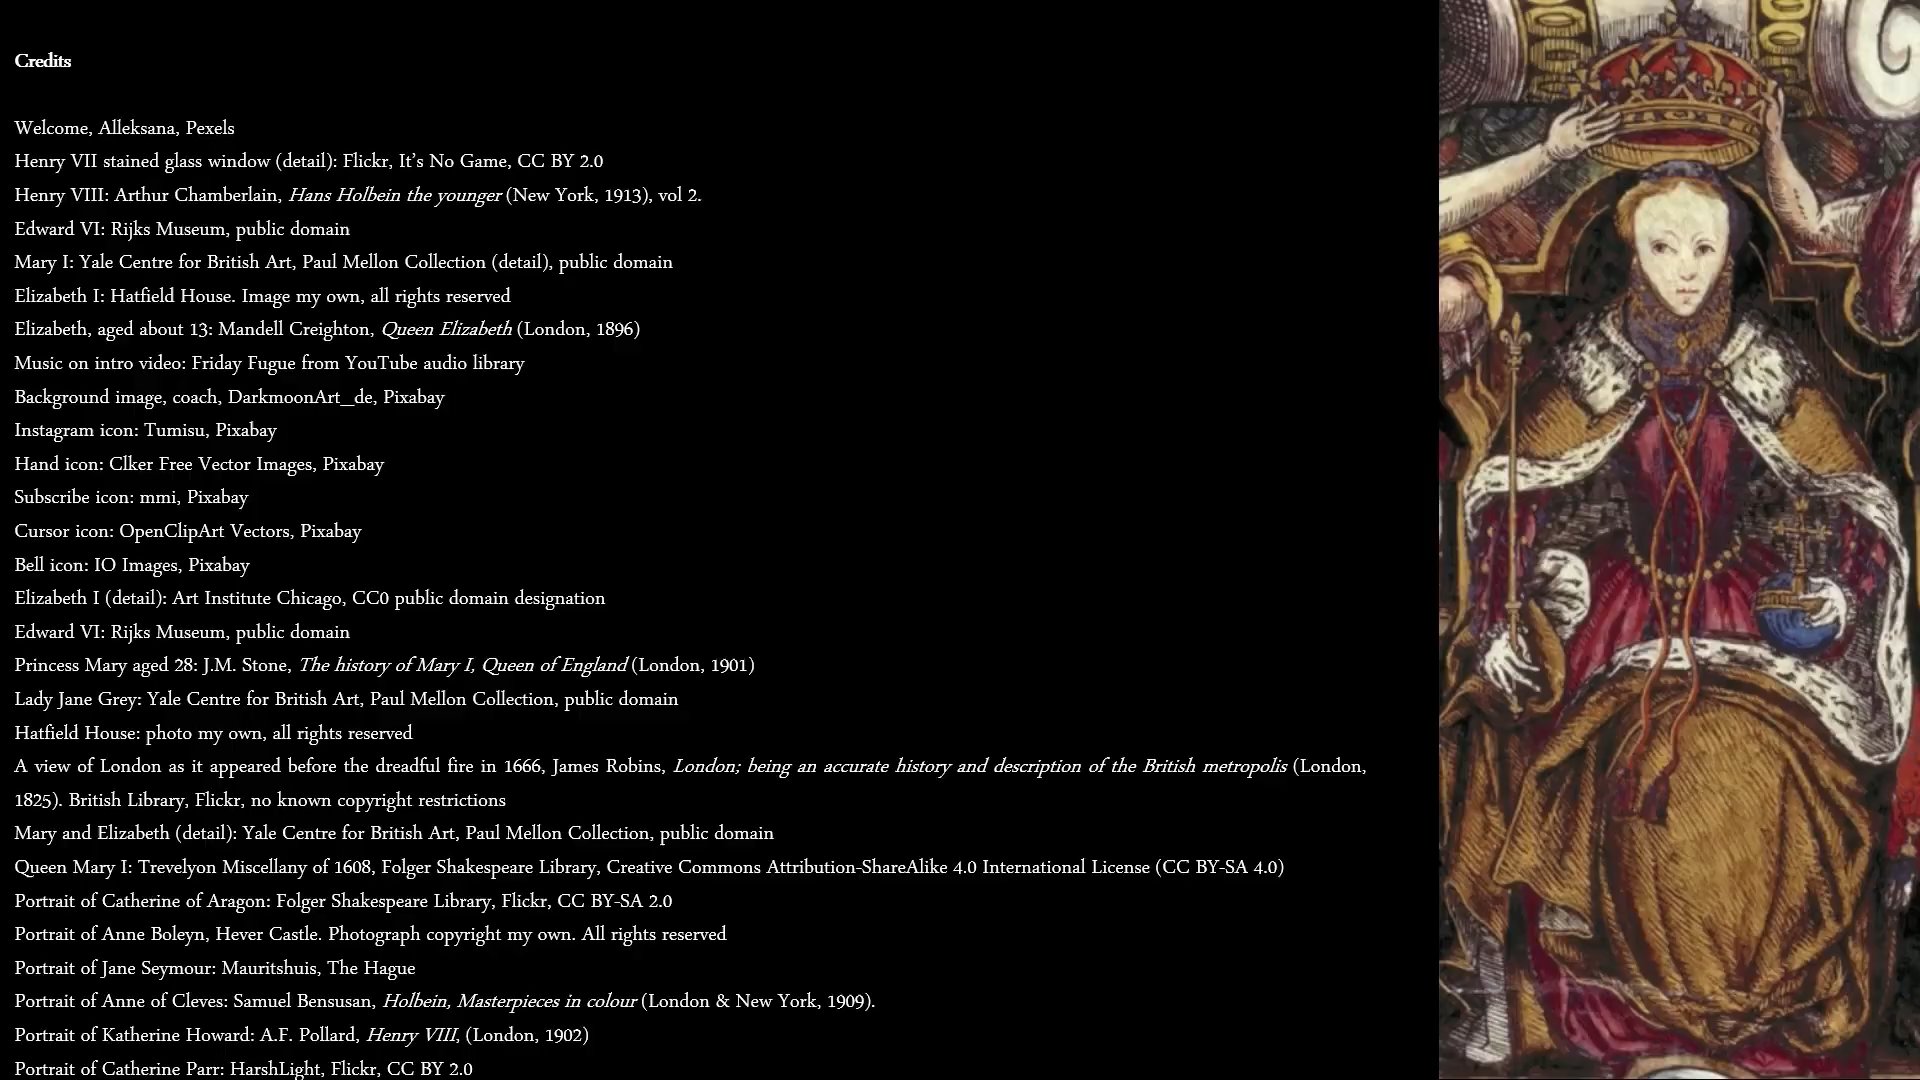 Credits
Welcome, Alleksana, Pexels
Henry VII stained glass window (detail): Flickr, It's No Game, CC BY 2.0
Henry VIII: Arthur Chamberlain, Hans Holbein the younger (New York, 1913), vol 2.
Edward VI: Rijks Museum, public domain
Mary I: Yale Centre for British Art, Paul Mellon Collection (detail), public domain
Elizabeth I: Hatfield House. Image my own, all rights reserved
Elizabeth, aged about 13: Mandell Creighton, Queen Elizabeth (London, 1896)
Music on intro video: Friday Fugue from YouTube audio library
Background image, coach, DarkmoonArt_de, Pixabay
Instagram icon: Tumisu, Pixabay
Hand icon: Clker Free Vector Images, Pixabay
Subscribe icon: mmi, Pixabay
Cursor icon: OpenClipArt Vectors, Pixabay
Bell icon: IO Images, Pixabay
Elizabeth I (detail): Art Institute Chicago, CC0 public domain designation
Edward VI: Rijks Museum, public domain
Princess Mary aged 28: J.M. Stone, The history of Mary I, Queen of England (London, 1901)
Lady Jane Grey: Yale Centre for British Art, Paul Mellon Collection, public domain
Hatfield House: photo my own, all rights reserved
A view of London as it appeared before the dreadful fire in 1666, James Robins, London; being an accurate history and description of the British metropolis (London,
1825). British Library, Flickr, no known copyright restrictions
Mary and Elizabeth (detail): Yale Centre for British Art, Paul Mellon Collection, public domain
Queen Mary I: Trevelyon Miscellany of 1608, Folger Shakespeare Library, Creative Commons Attribution-ShareAlike 4.0 International License (CC BY-SA 4.0)
Portrait of Catherine of Aragon: Folger Shakespeare Library, Flickr, CC BY-SA 2.0
Portrait of Anne Boleyn, Hever Castle. Photograph copyright my own. All rights reserved
Portrait of Jane Seymour: Mauritshuis, The Hague
Portrait of Anne of Cleves: Samuel Bensusan, Holbein, Masterpieces in colour (London & New York, 1909).
Portrait of Katherine Howard: A.F. Pollard, Henry VIII, (London, 1902)
Portrait of Catherine Parr: HarshLight, Flickr, CC BY 2.0